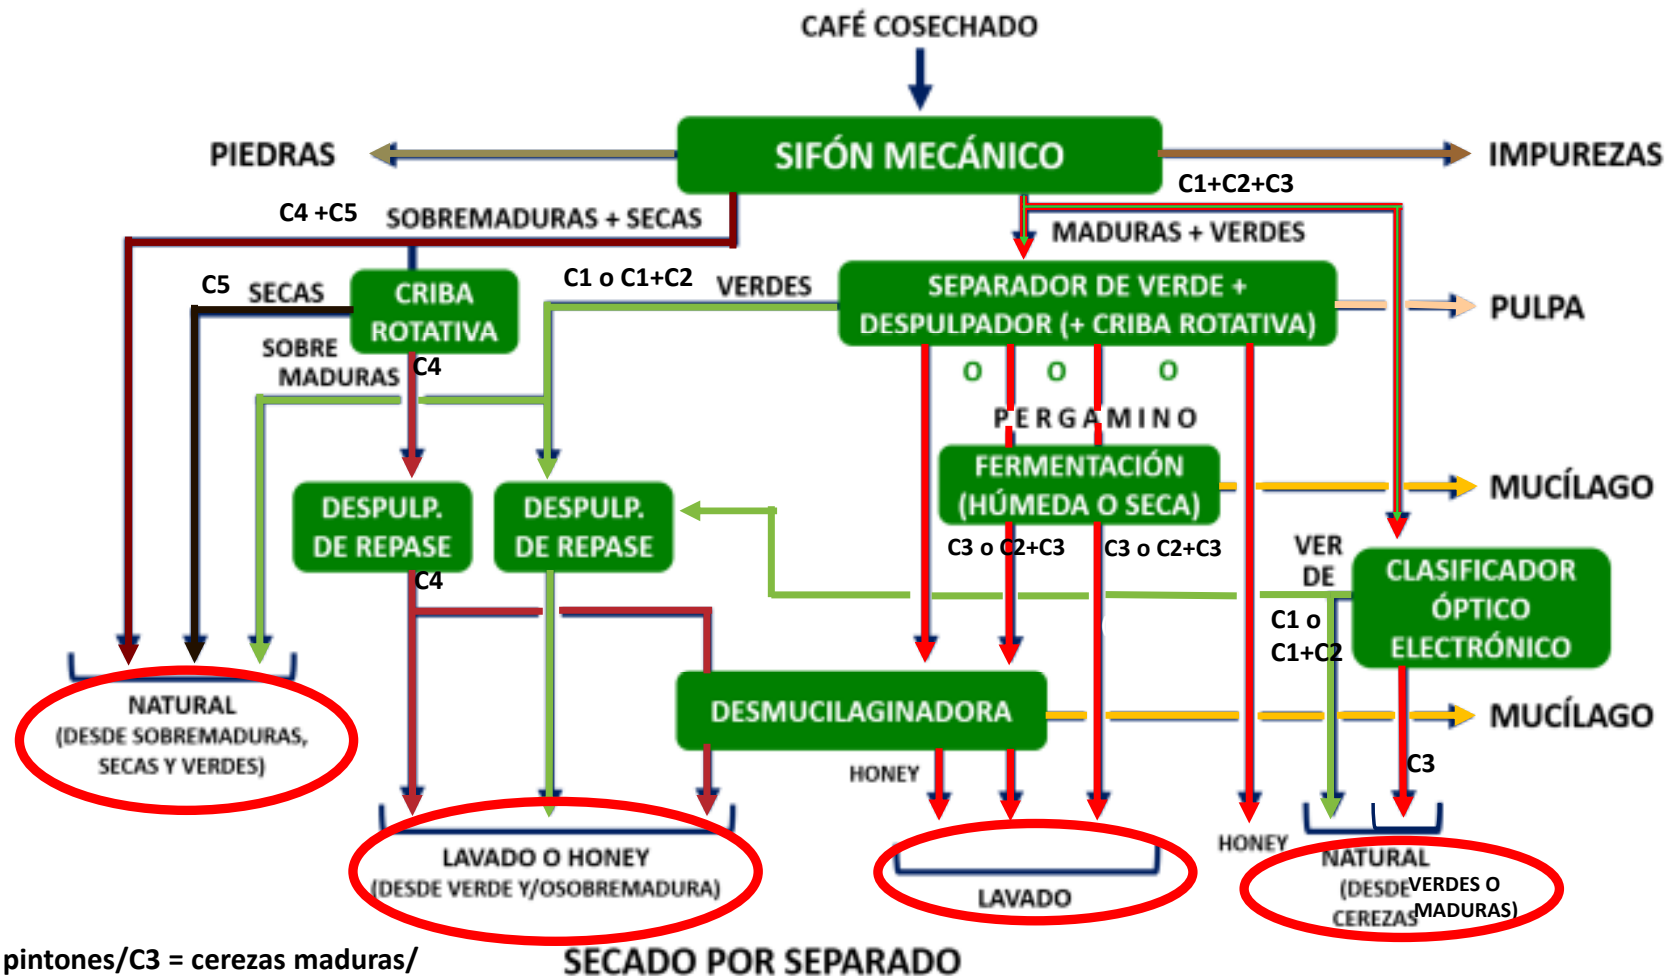 CAFÉ COSECHADO
PIEDRAS
SIFÓN MECÁNICO
IMPUREZAS
C1+C2+C3
C4 +C5
SOBREMADURAS + SECAS
MADURAS + VERDES
C5
SECAS
CRIBA
ROTATIVA
C1 o C1+C2
VERDES
SEPARADOR DE VERDE +
DESPULPADOR (+ CRIBA ROTATIVA)
PULPA
SOBRE
MADURAS
C4
O
O
O
PERGAMINO
FERMENTACIÓN
(HÚMEDA O SECA)
MUCÍLAGO
DESPULP.
DE REPASE
DESPULP.
DE REPASE
C3 o C2+C3
C3 o C2+C3
VER
DE
CLASIFICADOR
ÓPTICO
ELECTRÓNICO
C4
C1 o
C1+C2
NATURAL
(DESDE SOBREMADURAS,
SECAS Y VERDES)
DESMUCILAGINADORA
MUCÍLAGO
HONEY
C3
LAVADO O HONEY
(DESDE VERDE Y/OSOBREMADURA)
LAVADO
HONEY
NATURAL
(DESDE VERDES O
CEREZAS MADURAS)
pintones/C3 = cerezas maduras/
SECADO POR SEPARADO